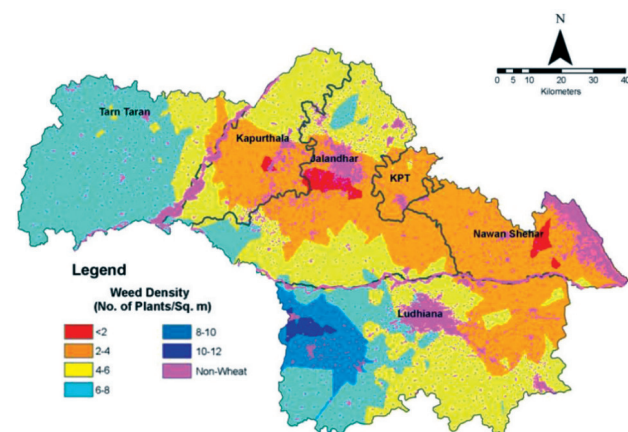 N
0 5 10 20 30 40
Kilometers
Tarn Taran
Kapurthala
Jalandhar
KPT
Nawan Shehar
Ludhiana
Legend
Weed Density
(No. of Plants/Sq. m)
<2
2-4
4-6
6-8
8-10
10-12
Non-Wheat